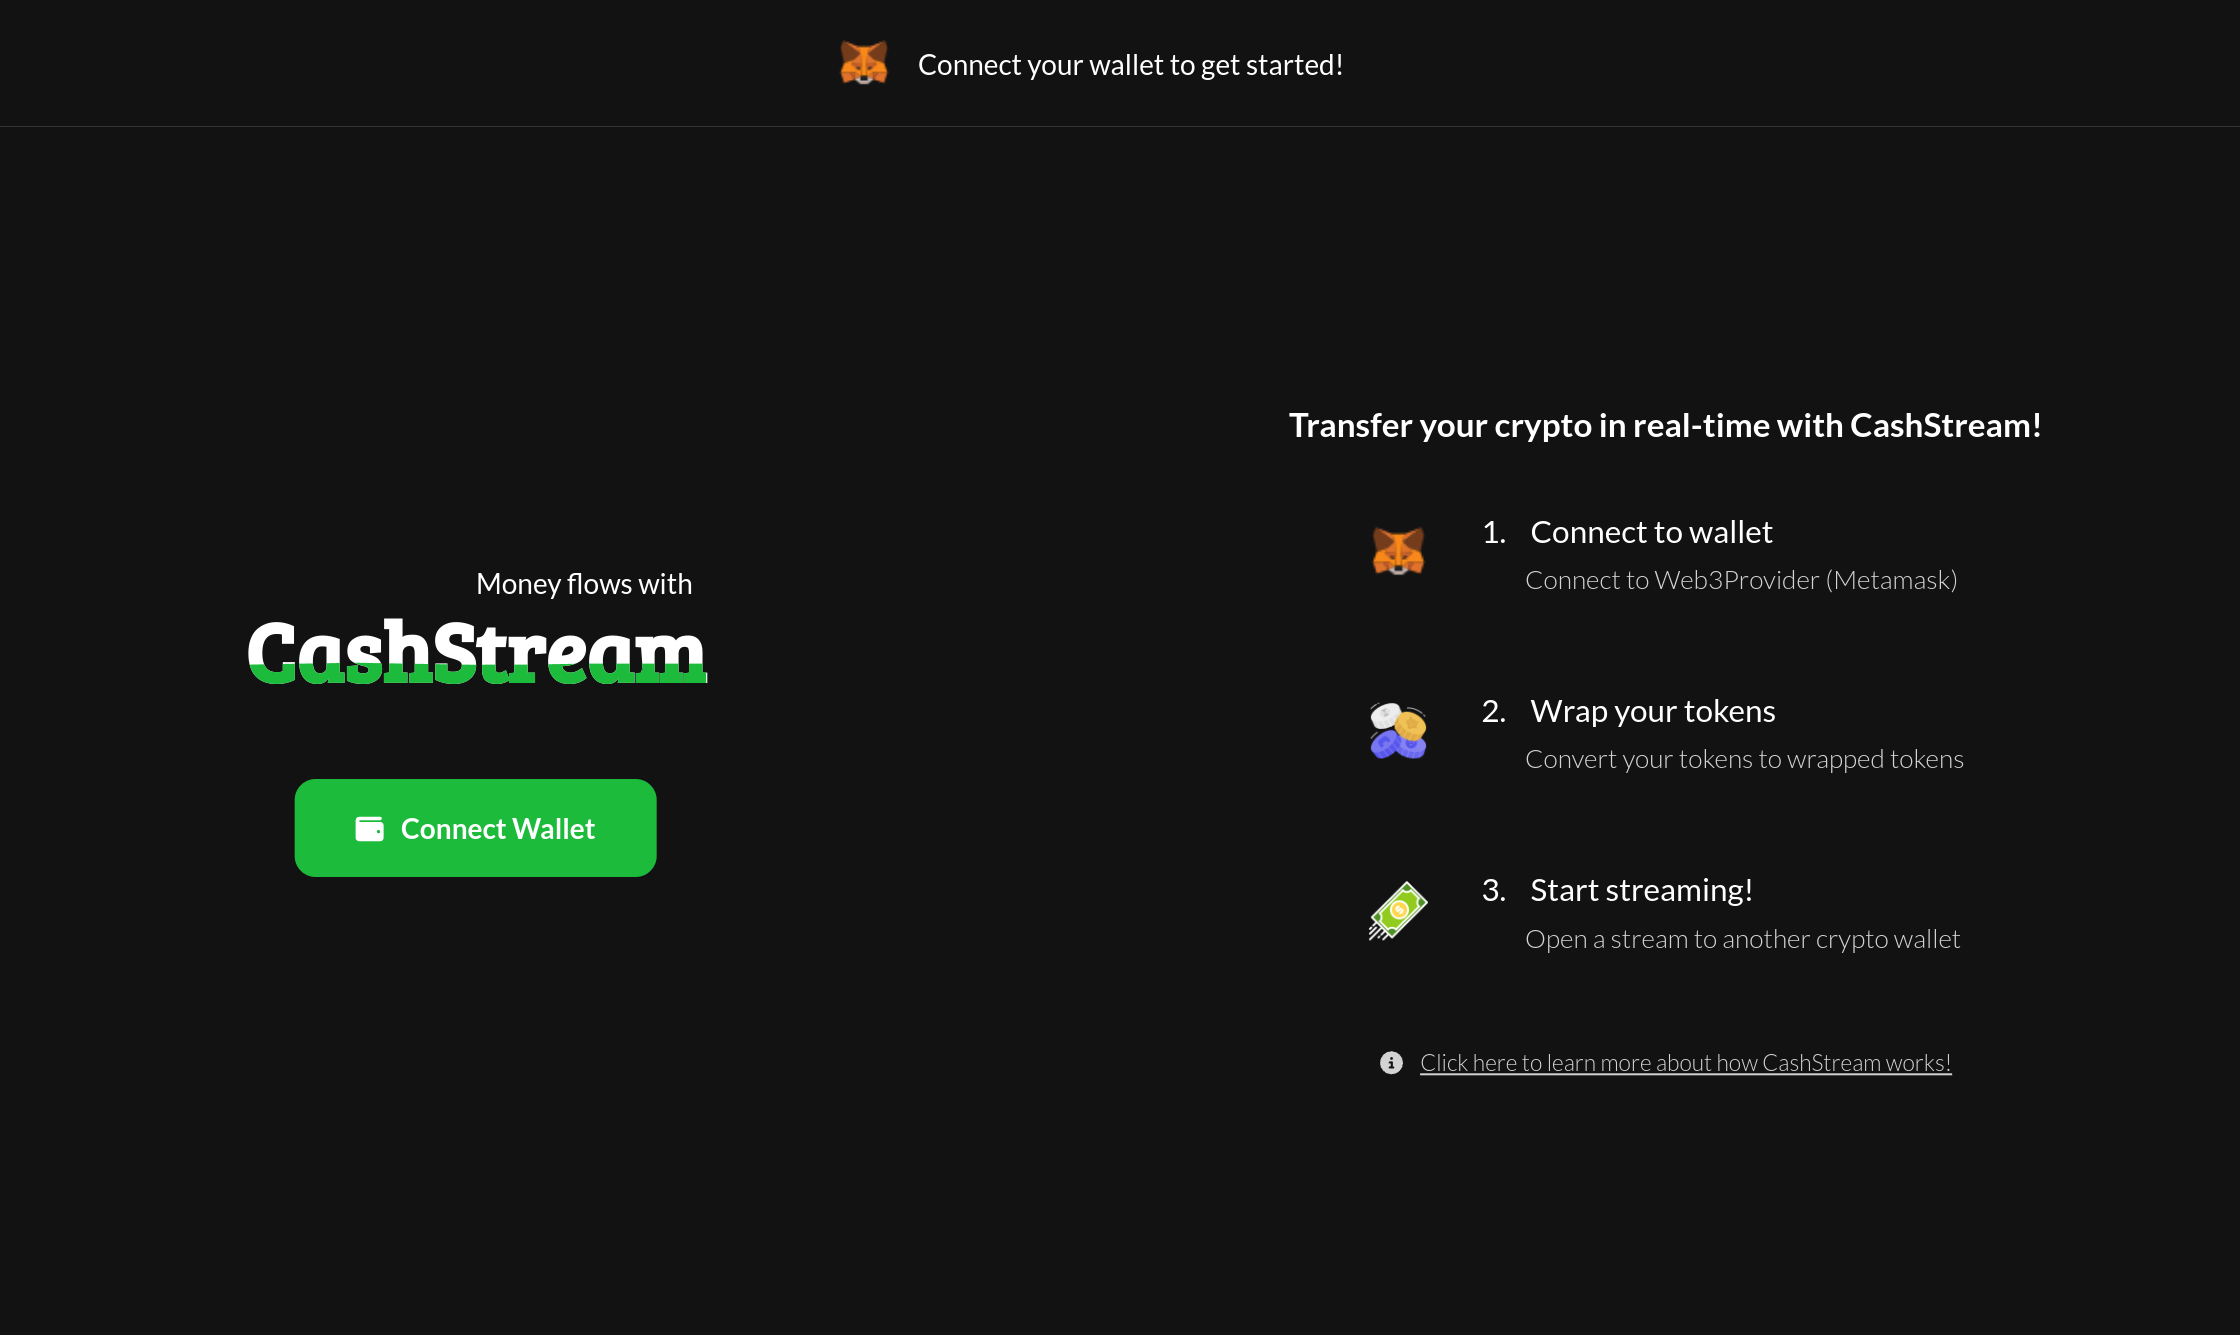 Connect your wallet to get started!
Money flows with
CashStream
Connect Wallet
Transfer your crypto in real-time with CashStream!
1. Connect to wallet
Connect to Web3Provider (Metamask)
2. Wrap your tokens
Convert your tokens to wrapped tokens
3. Start streaming!
Open a stream to another crypto wallet
Click here to learn more about how CashStream works!